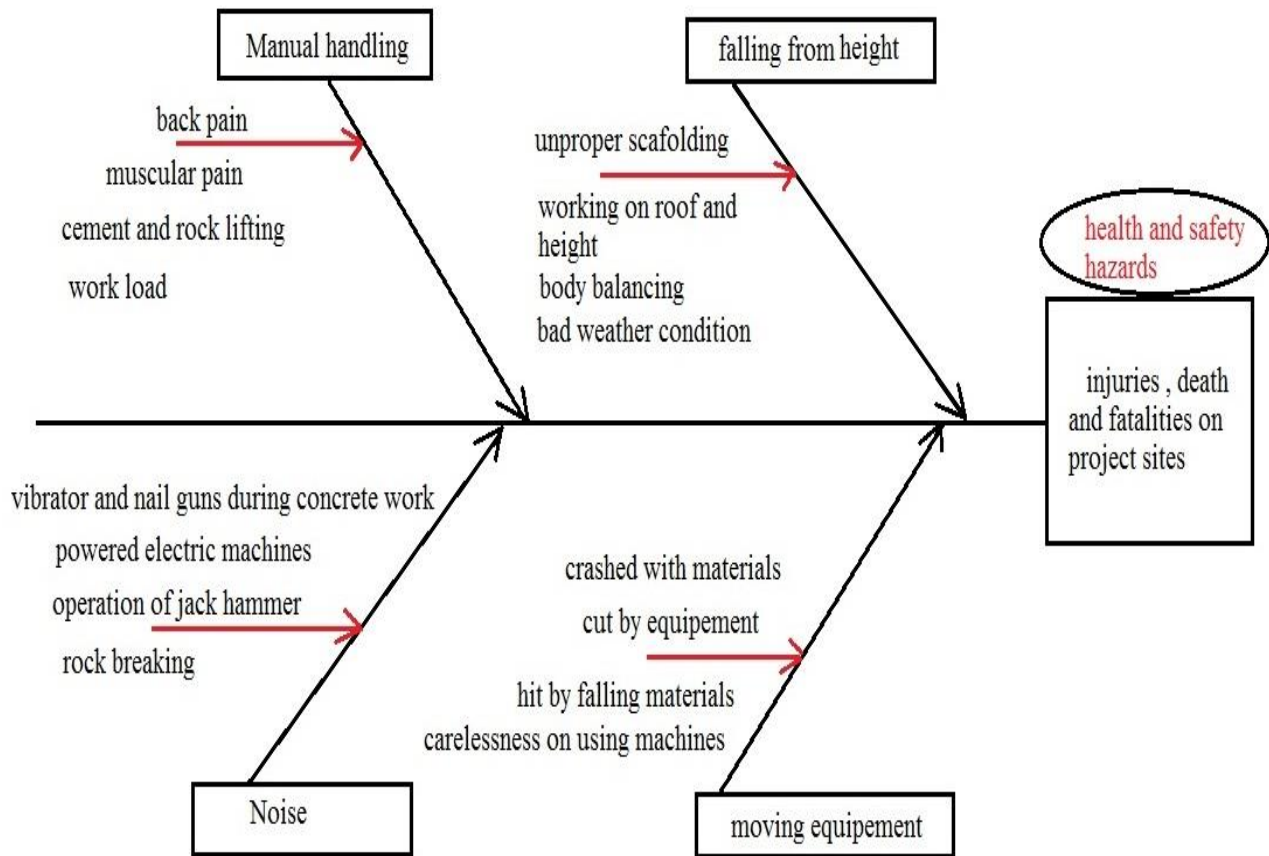 Manual handling
falling from height
back pain
muscular pain
cement and rock lifting
work load
unproper scafolding
working on roof and
height
body balancing
bad weather condition
health and safety
hazards
injuries , death
and fatalities on
project sites
vibrator and nail guns during concrete work
powered electric machines
operation of jack hammer
rock breaking
crashed with materials
cut by equipement
hit by falling materials
carelessness on using machines
Noise
moving equipement